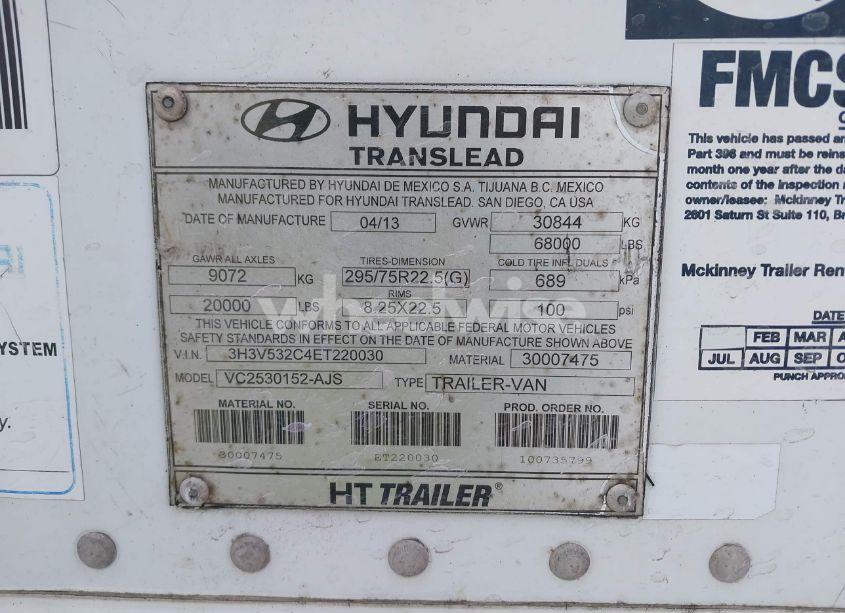 HYUNDAI
TRANSLEAD
MANUFACTURED BY HYUNDAI DE MEXICO S.A. TIJUANA B.C. MEXICO
MANUFACTURED FOR HYUNDAI TRANSLEAD. SAN DIEGO, CA USA
DATE OF MANUFACTURE 04/13 GVWR 30844 KG
68000 LBS
GAWR ALL AXLES TIRES-DIMENSION COLD TIRE INFL DUALS
9072 KG 295/75R22.5(G) 689 kPa
RIMS
20000 LBS 8.25X22.5 100 psi
THIS VEHICLE CONFORMS TO ALL APPLICABLE FEDERAL MOTOR VEHICLES
SAFETY STANDARDS IN EFFECT ON THE DATE OF MANUFACTURE SHOWN ABOVE
V.I.N. 3H3V532C4ET220030 MATERIAL 30007475
MODEL VC2530152-AJS TYPE TRAILER-VAN
MATERIAL NO. SERIAL NO. PROD. ORDER NO.
30007475 ET220030 100735799
HT TRAILER®
FMCS
This vehicle has passed an
Part 396 and must be reins
month one year after the da
contents of the inspection
owner/lessee: Mckinney Tr
2601 Saturn St Suite 110, Br
Mckinney Trailer Ren
DATE
FEB MAR A
JUL AUG SEP O
PUNCH APPRO
YSTEM
y.